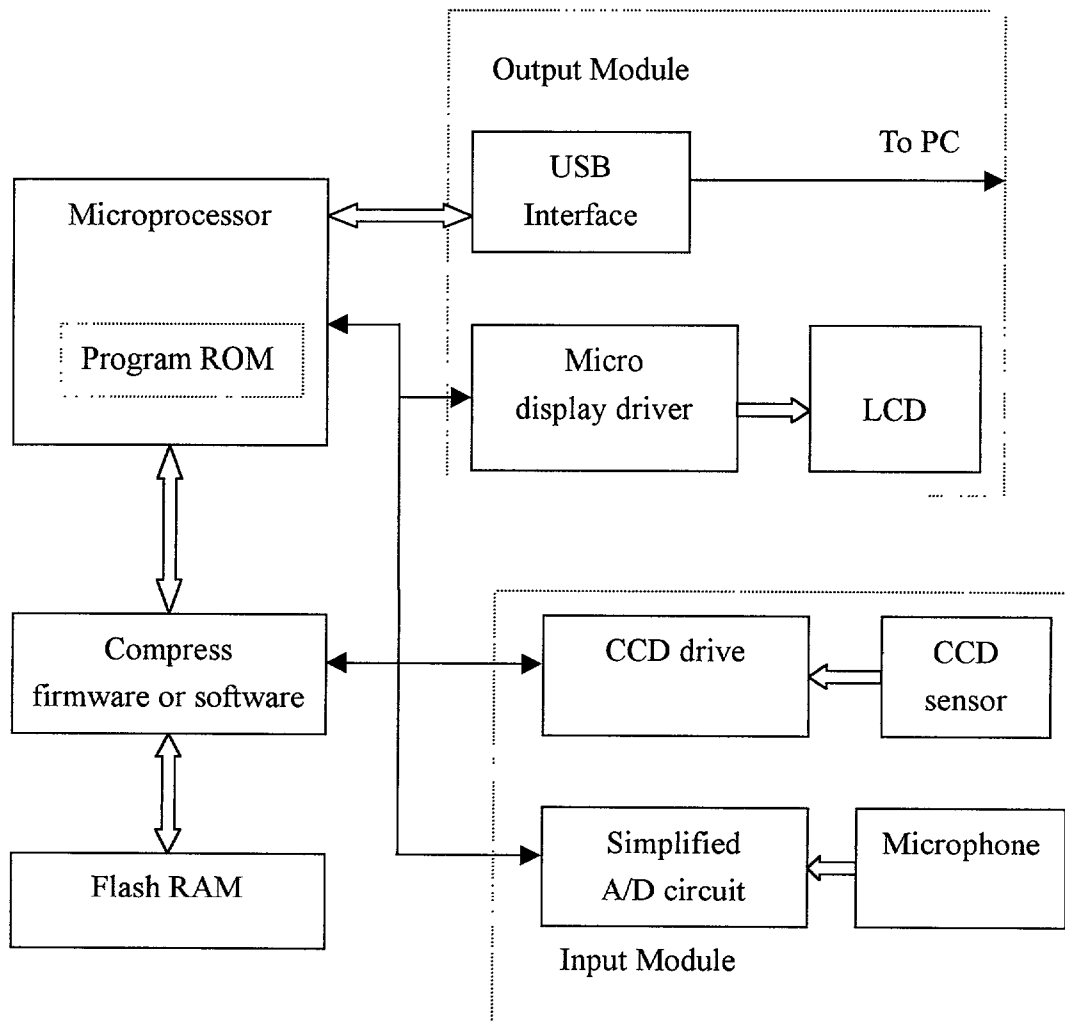 Output Module
USB
Interface
To PC
Microprocessor
Program ROM
Micro
display driver
LCD
Compress
firmware or software
CCD drive
CCD
sensor
Flash RAM
Simplified
A/D circuit
Microphone
Input Module